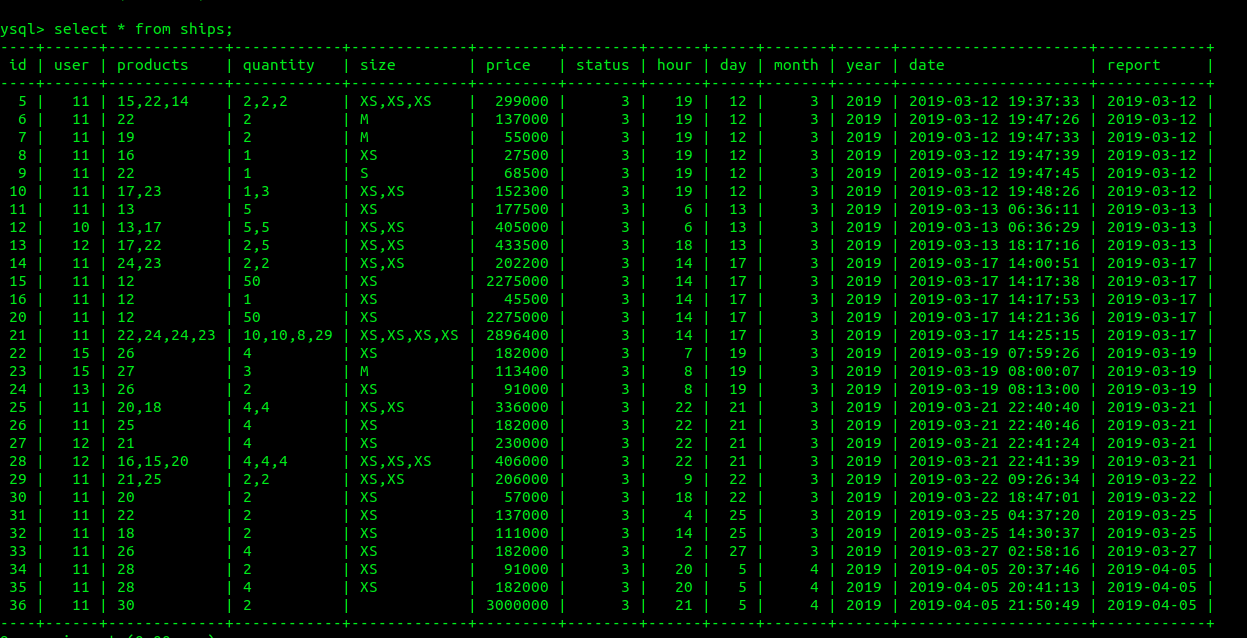 ysql> select * from ships;
----+------+-------------+------------+-------------+---------+--------+------+-----+-------+------+---------------------+------------+
 id | user | products    | quantity   | size        | price   | status | hour | day | month | year | date                | report     |
----+------+-------------+------------+-------------+---------+--------+------+-----+-------+------+---------------------+------------+
  5 |   11 | 15,22,14    | 2,2,2      | XS,XS,XS    |  299000 |      3 |   19 |  12 |     3 | 2019 | 2019-03-12 19:37:33 | 2019-03-12 |
  6 |   11 | 22          | 2          | M           |  137000 |      3 |   19 |  12 |     3 | 2019 | 2019-03-12 19:47:26 | 2019-03-12 |
  7 |   11 | 19          | 2          | M           |   55000 |      3 |   19 |  12 |     3 | 2019 | 2019-03-12 19:47:33 | 2019-03-12 |
  8 |   11 | 16          | 1          | XS          |   27500 |      3 |   19 |  12 |     3 | 2019 | 2019-03-12 19:47:39 | 2019-03-12 |
  9 |   11 | 22          | 1          | S           |   68500 |      3 |   19 |  12 |     3 | 2019 | 2019-03-12 19:47:45 | 2019-03-12 |
 10 |   11 | 17,23       | 1,3        | XS,XS       |  152300 |      3 |   19 |  12 |     3 | 2019 | 2019-03-12 19:48:26 | 2019-03-12 |
 11 |   11 | 13          | 5          | XS          |  177500 |      3 |    6 |  13 |     3 | 2019 | 2019-03-13 06:36:11 | 2019-03-13 |
 12 |   10 | 13,17       | 5,5        | XS,XS       |  405000 |      3 |    6 |  13 |     3 | 2019 | 2019-03-13 06:36:29 | 2019-03-13 |
 13 |   12 | 17,22       | 2,5        | XS,XS       |  433500 |      3 |   18 |  13 |     3 | 2019 | 2019-03-13 18:17:16 | 2019-03-13 |
 14 |   11 | 24,23       | 2,2        | XS,XS       |  202200 |      3 |   14 |  17 |     3 | 2019 | 2019-03-17 14:00:51 | 2019-03-17 |
 15 |   11 | 12          | 50         | XS          | 2275000 |      3 |   14 |  17 |     3 | 2019 | 2019-03-17 14:17:38 | 2019-03-17 |
 16 |   11 | 12          | 1          | XS          |   45500 |      3 |   14 |  17 |     3 | 2019 | 2019-03-17 14:17:53 | 2019-03-17 |
 20 |   11 | 12          | 50         | XS          | 2275000 |      3 |   14 |  17 |     3 | 2019 | 2019-03-17 14:21:36 | 2019-03-17 |
 21 |   11 | 22,24,24,23 | 10,10,8,29 | XS,XS,XS,XS | 2896400 |      3 |   14 |  17 |     3 | 2019 | 2019-03-17 14:25:15 | 2019-03-17 |
 22 |   15 | 26          | 4          | XS          |  182000 |      3 |    7 |  19 |     3 | 2019 | 2019-03-19 07:59:26 | 2019-03-19 |
 23 |   15 | 27          | 3          | M           |  113400 |      3 |    8 |  19 |     3 | 2019 | 2019-03-19 08:00:07 | 2019-03-19 |
 24 |   13 | 26          | 2          | XS          |   91000 |      3 |    8 |  19 |     3 | 2019 | 2019-03-19 08:13:00 | 2019-03-19 |
 25 |   11 | 20,18       | 4,4        | XS,XS       |  336000 |      3 |   22 |  21 |     3 | 2019 | 2019-03-21 22:40:40 | 2019-03-21 |
 26 |   11 | 25          | 4          | XS          |  182000 |      3 |   22 |  21 |     3 | 2019 | 2019-03-21 22:40:46 | 2019-03-21 |
 27 |   12 | 21          | 4          | XS          |  230000 |      3 |   22 |  21 |     3 | 2019 | 2019-03-21 22:41:24 | 2019-03-21 |
 28 |   12 | 16,15,20    | 4,4,4      | XS,XS,XS    |  406000 |      3 |   22 |  21 |     3 | 2019 | 2019-03-21 22:41:39 | 2019-03-21 |
 29 |   11 | 21,25       | 2,2        | XS,XS       |  206000 |      3 |    9 |  22 |     3 | 2019 | 2019-03-22 09:26:34 | 2019-03-22 |
 30 |   11 | 20          | 2          | XS          |   57000 |      3 |   18 |  22 |     3 | 2019 | 2019-03-22 18:47:01 | 2019-03-22 |
 31 |   11 | 22          | 2          | XS          |  137000 |      3 |    4 |  25 |     3 | 2019 | 2019-03-25 04:37:20 | 2019-03-25 |
 32 |   11 | 18          | 2          | XS          |  111000 |      3 |   14 |  25 |     3 | 2019 | 2019-03-25 14:30:37 | 2019-03-25 |
 33 |   11 | 26          | 4          | XS          |  182000 |      3 |    2 |  27 |     3 | 2019 | 2019-03-27 02:58:16 | 2019-03-27 |
 34 |   11 | 28          | 2          | XS          |   91000 |      3 |   20 |   5 |     4 | 2019 | 2019-04-05 20:37:46 | 2019-04-05 |
 35 |   11 | 28          | 4          | XS          |  182000 |      3 |   20 |   5 |     4 | 2019 | 2019-04-05 20:41:13 | 2019-04-05 |
 36 |   11 | 30          | 2          |             | 3000000 |      3 |   21 |   5 |     4 | 2019 | 2019-04-05 21:50:49 | 2019-04-05 |
----+------+-------------+------------+-------------+---------+--------+------+-----+-------+------+---------------------+------------+